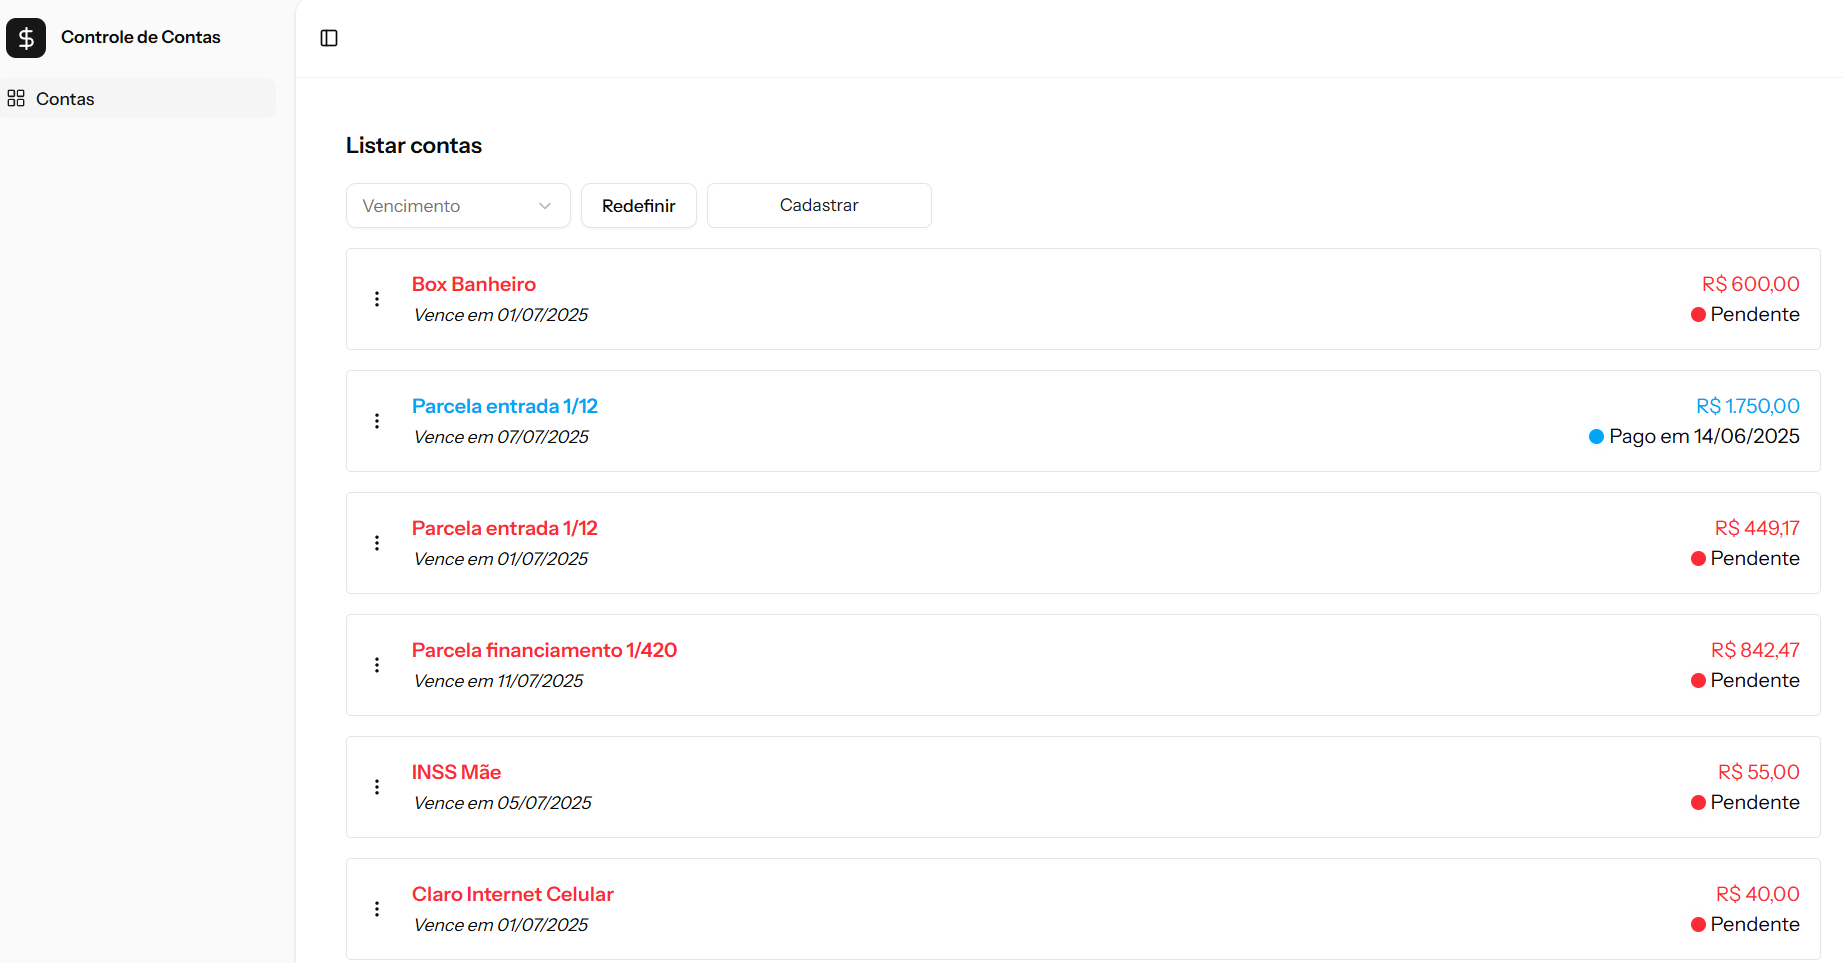 Controle de Contas
Contas
Listar contas
Vencimento
Redefinir
Cadastrar
Box Banheiro
R$ 600,00
Vence em 01/07/2025
Pendente
Parcela entrada 1/12
R$ 1.750,00
Vence em 07/07/2025
Pago em 14/06/2025
Parcela entrada 1/12
R$ 449,17
Vence em 01/07/2025
Pendente
Parcela financiamento 1/420
R$ 842,47
Vence em 11/07/2025
Pendente
INSS Mãe
R$ 55,00
Vence em 05/07/2025
Pendente
Claro Internet Celular
R$ 40,00
Vence em 01/07/2025
Pendente